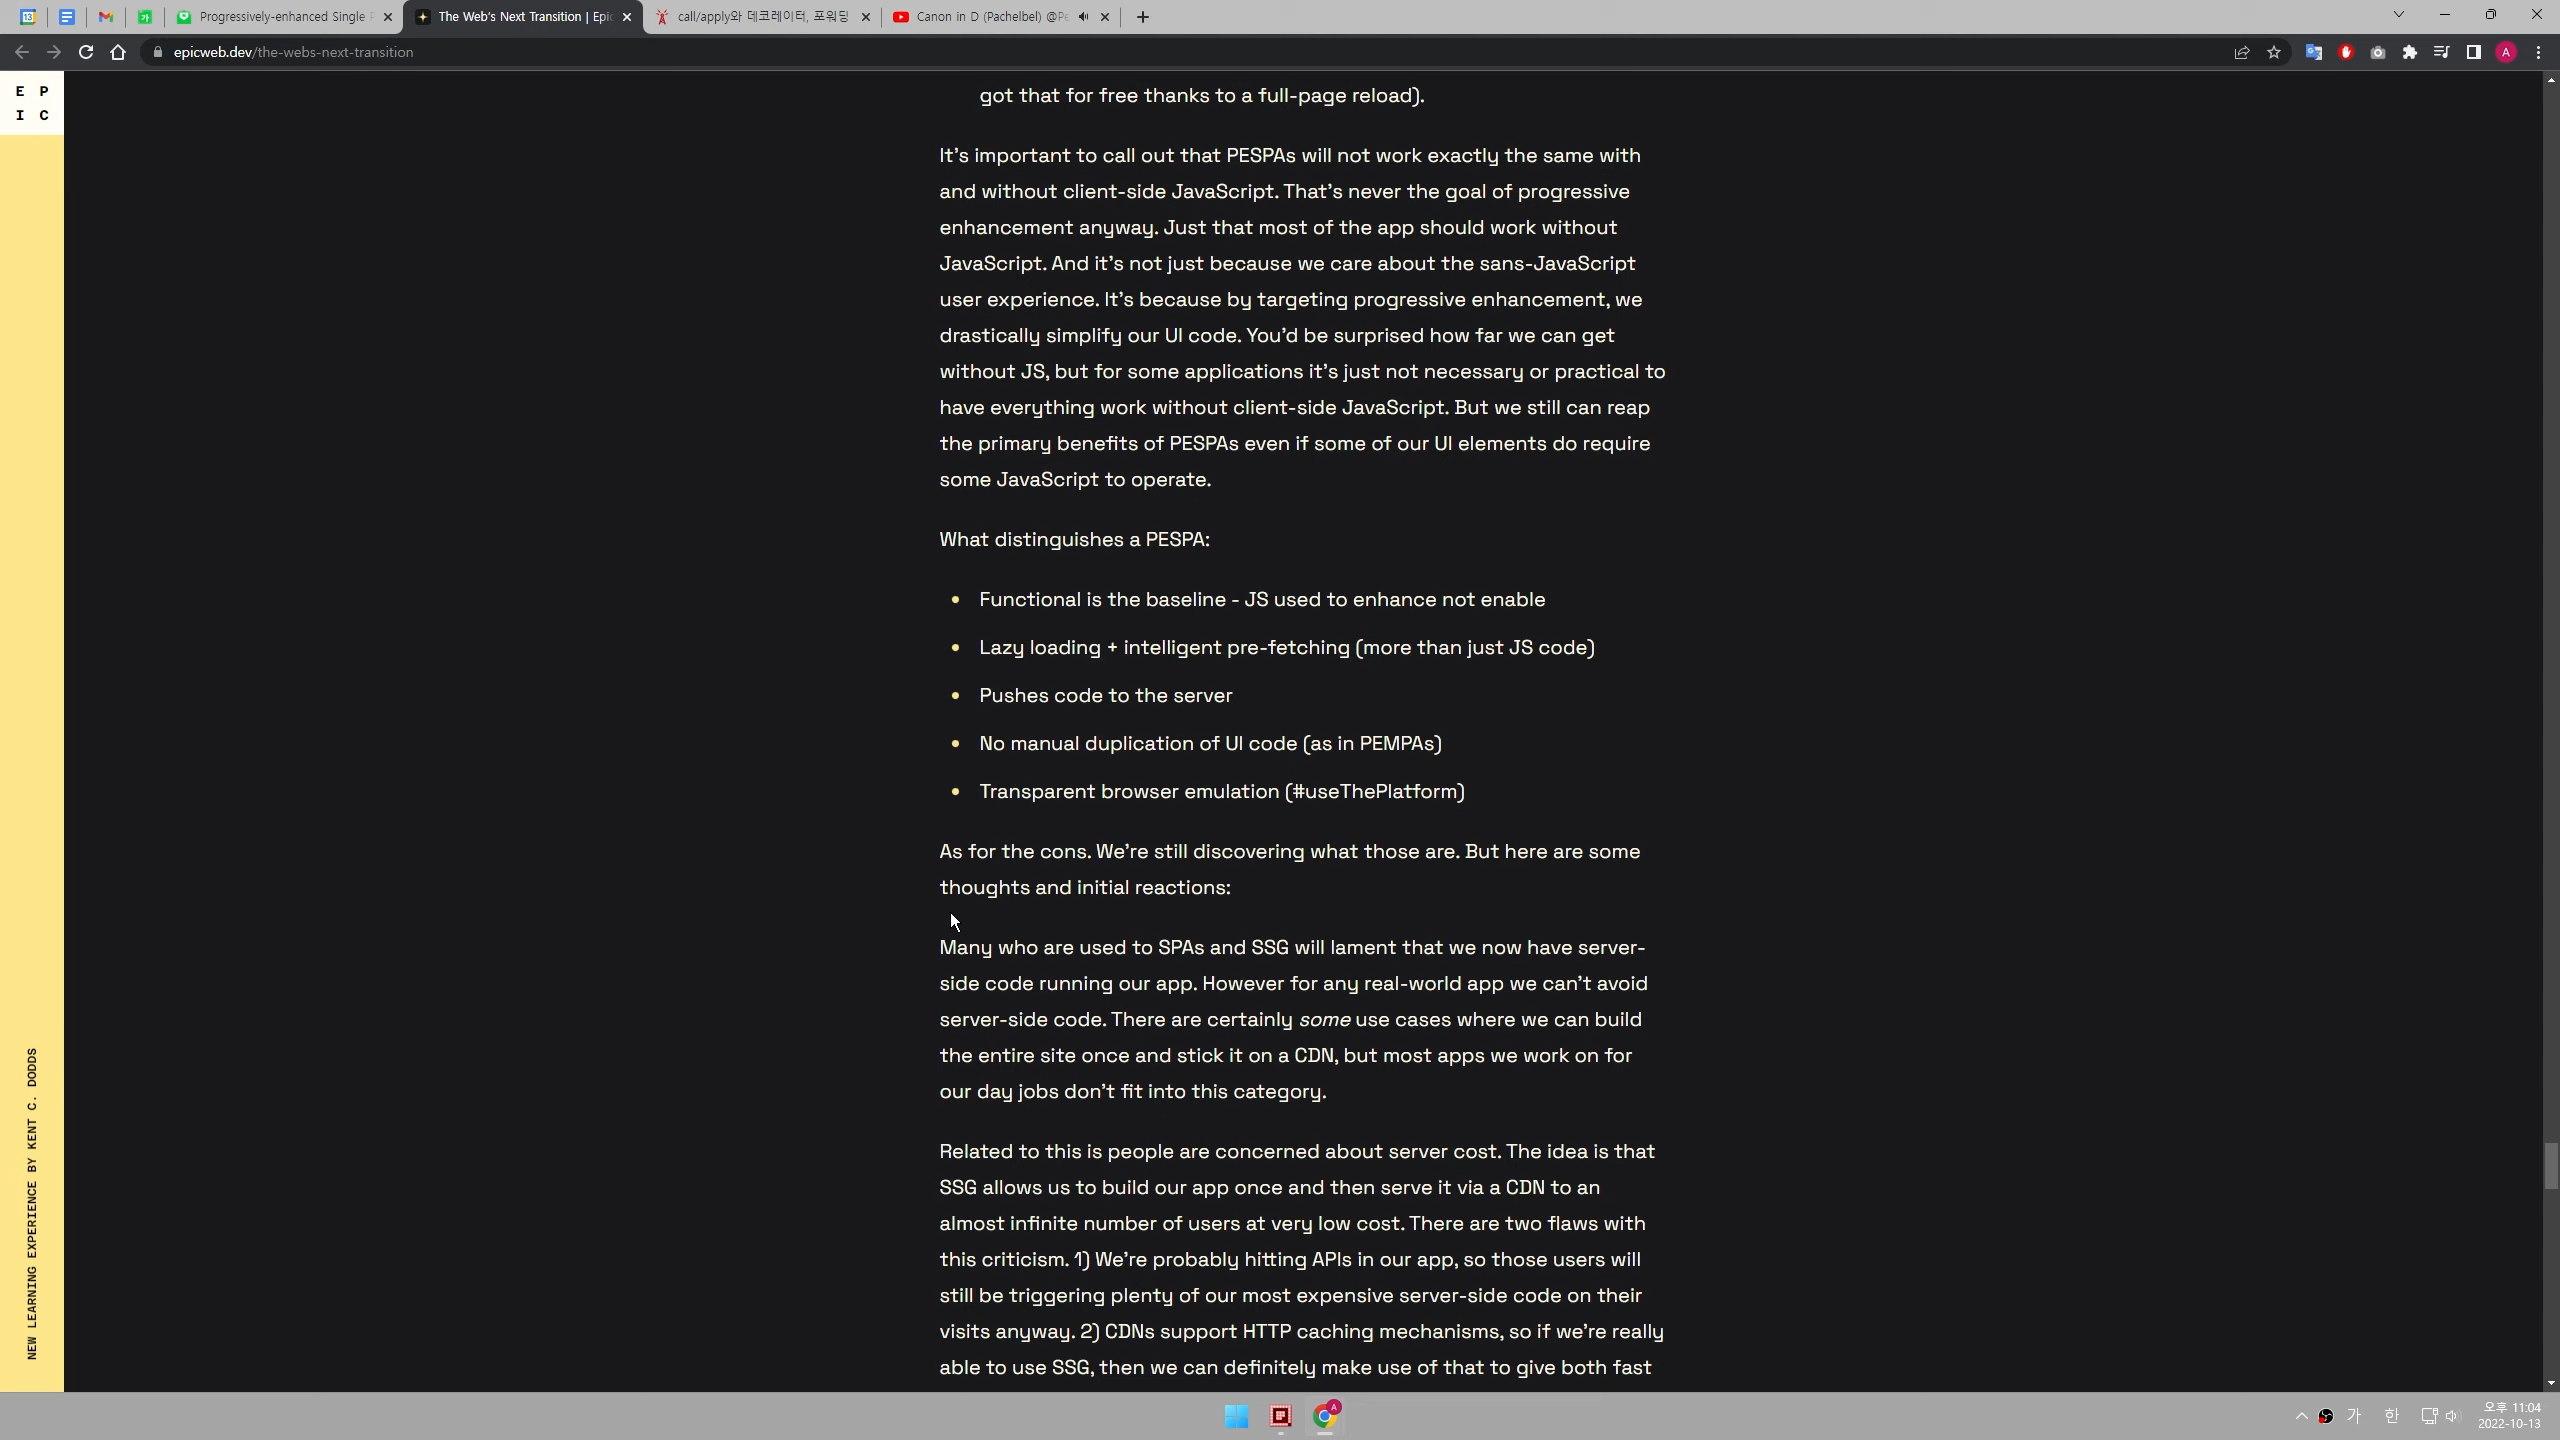 Progressively-enhanced Single
The Web's Next Transition | Epic
call/apply와 데코레이터, 포워딩
Canon in D (Pachelbel) @Pe
epicweb.dev/the-webs-next-transition
E P
I C
got that for free thanks to a full-page reload).
It's important to call out that PESPAs will not work exactly the same with
and without client-side JavaScript. That's never the goal of progressive
enhancement anyway. Just that most of the app should work without
JavaScript. And it's not just because we care about the sans-JavaScript
user experience. It's because by targeting progressive enhancement, we
drastically simplify our UI code. You'd be surprised how far we can get
without JS, but for some applications it's just not necessary or practical to
have everything work without client-side JavaScript. But we still can reap
the primary benefits of PESPAs even if some of our UI elements do require
some JavaScript to operate.
What distinguishes a PESPA:
• Functional is the baseline - JS used to enhance not enable
• Lazy loading + intelligent pre-fetching (more than just JS code)
• Pushes code to the server
• No manual duplication of UI code (as in PEMPAs)
• Transparent browser emulation (#useThePlatform)
As for the cons. We're still discovering what those are. But here are some
thoughts and initial reactions:
Many who are used to SPAs and SSG will lament that we now have server-
side code running our app. However for any real-world app we can't avoid
server-side code. There are certainly some use cases where we can build
the entire site once and stick it on a CDN, but most apps we work on for
our day jobs don't fit into this category.
Related to this is people are concerned about server cost. The idea is that
SSG allows us to build our app once and then serve it via a CDN to an
almost infinite number of users at very low cost. There are two flaws with
this criticism. 1) We're probably hitting APIs in our app, so those users will
still be triggering plenty of our most expensive server-side code on their
visits anyway. 2) CDNs support HTTP caching mechanisms, so if we're really
able to use SSG, then we can definitely make use of that to give both fast
NEW LEARNING EXPERIENCE BY KENT C. DODDS
가
한
오후 11:04
2022-10-13